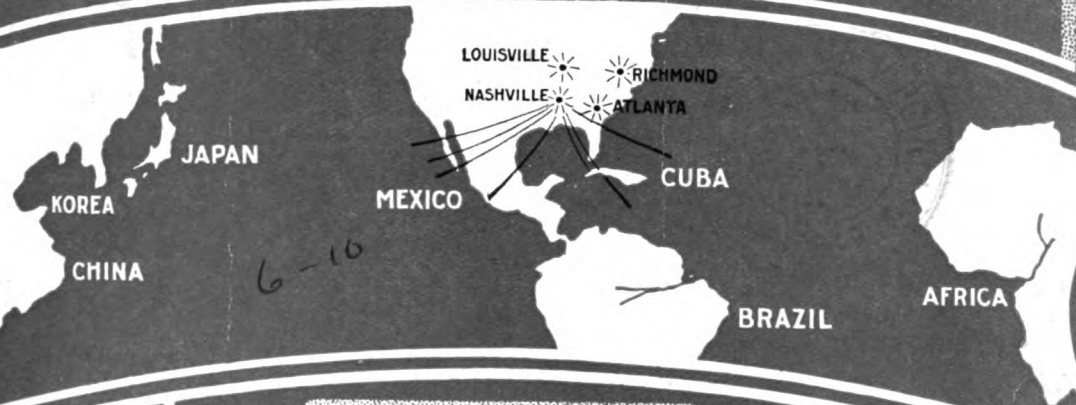 LOUISVILLE
RICHMOND
NASHVILLE
ATLANTA
JAPAN
KOREA
MEXICO
CUBA
CHINA
6-10
AFRICA
BRAZIL